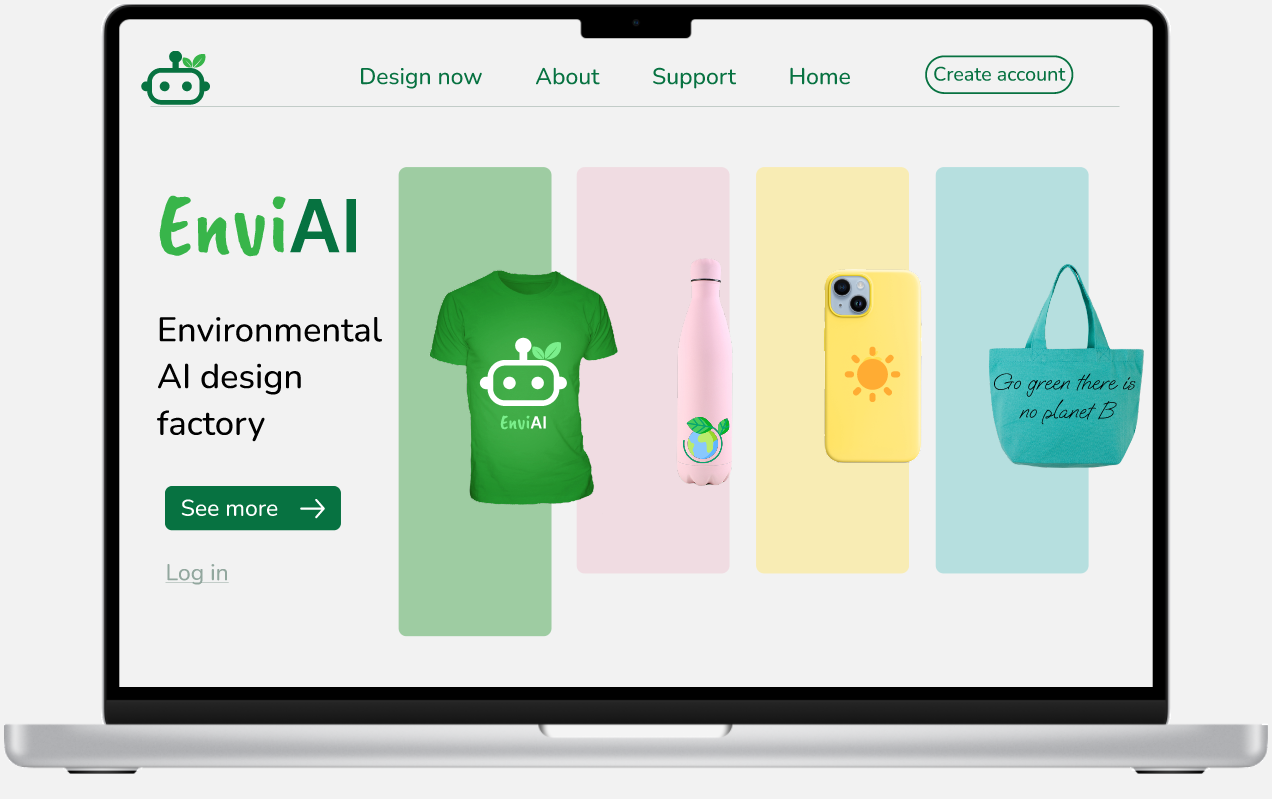 Design now About Support Home Create account
EnviAI
Environmental
AI design
factory
See more
Log in
EnviAI
Go green there is
no planet B